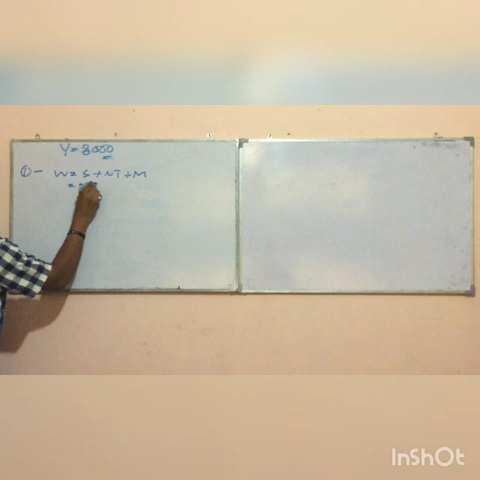 Y = 8000
①- W = S + NT + M
=
InShOt